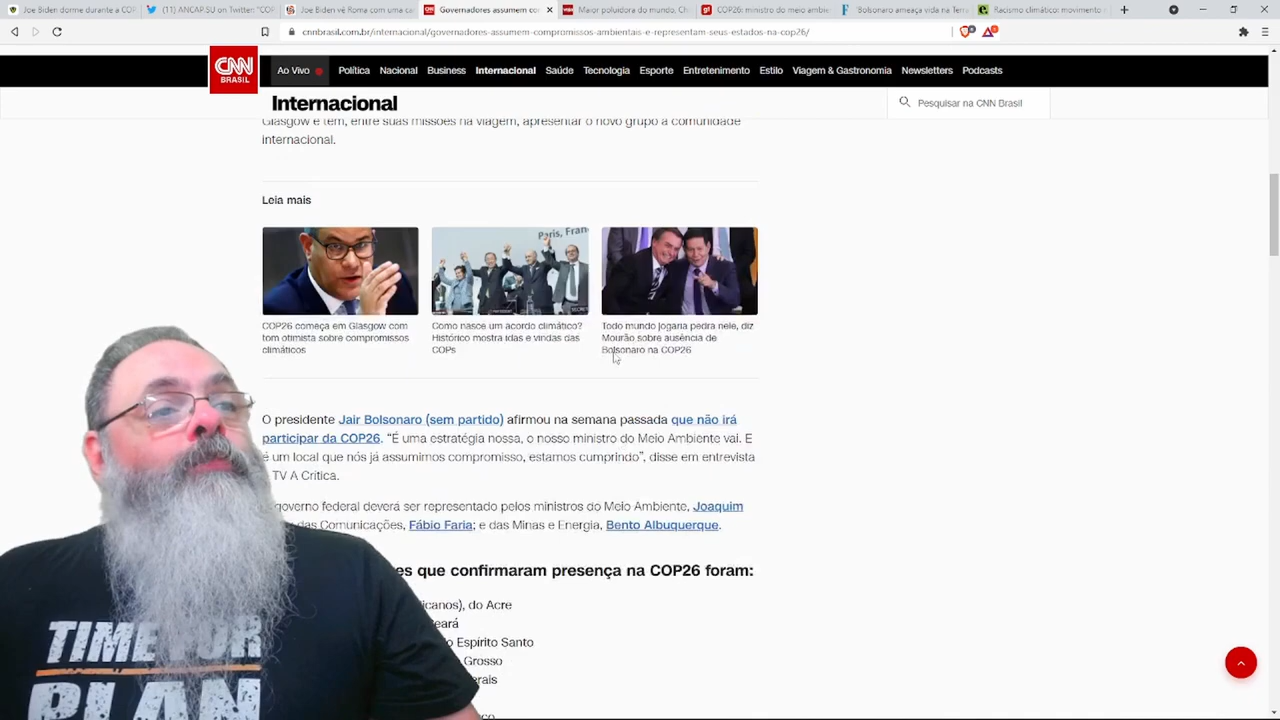 Joe Biden dorme durante a COP
(11) ANCAP.SU on Twitter: "COP
Joe Biden vê Roma com uma ca
Governadores assumem co
Maior poluidora do mundo, Ch
COP26: ministro do meio ambie
'Bolsonaro ameaça vida na Terra
Racismo climático: movimento n
cnnbrasil.com.br/internacional/governadores-assumem-compromissos-ambientais-e-representam-seus-estados-na-cop26/
CNN BRASIL
Ao Vivo Política Nacional Business Internacional Saúde Tecnologia Esporte Entretenimento Estilo Viagem & Gastronomia Newsletters Podcasts
Internacional
Pesquisar na CNN Brasil
Glasgow e tem, entre suas missões na viagem, apresentar o novo grupo à comunidade
internacional.
Leia mais
Paris, Fran
COP26 começa em Glasgow com
tom otimista sobre compromissos
climáticos
Como nasce um acordo climático?
Histórico mostra idas e vindas das
COPs
Todo mundo jogaria pedra nele, diz
Mourão sobre ausência de
Bolsonaro na COP26
O presidente Jair Bolsonaro (sem partido) afirmou na semana passada que não irá
participar da COP26. "É uma estratégia nossa, o nosso ministro do Meio Ambiente vai. E
é um local que nós já assumimos compromisso, estamos cumprindo", disse em entrevista
TV A Crítica.
governo federal deverá ser representado pelos ministros do Meio Ambiente, Joaquim
das Comunicações, Fábio Faria; e das Minas e Energia, Bento Albuquerque.
es que confirmaram presença na COP26 foram:
icanos), do Acre
eará
o Espírito Santo
Grosso
erais
TIME FOR
PLAN